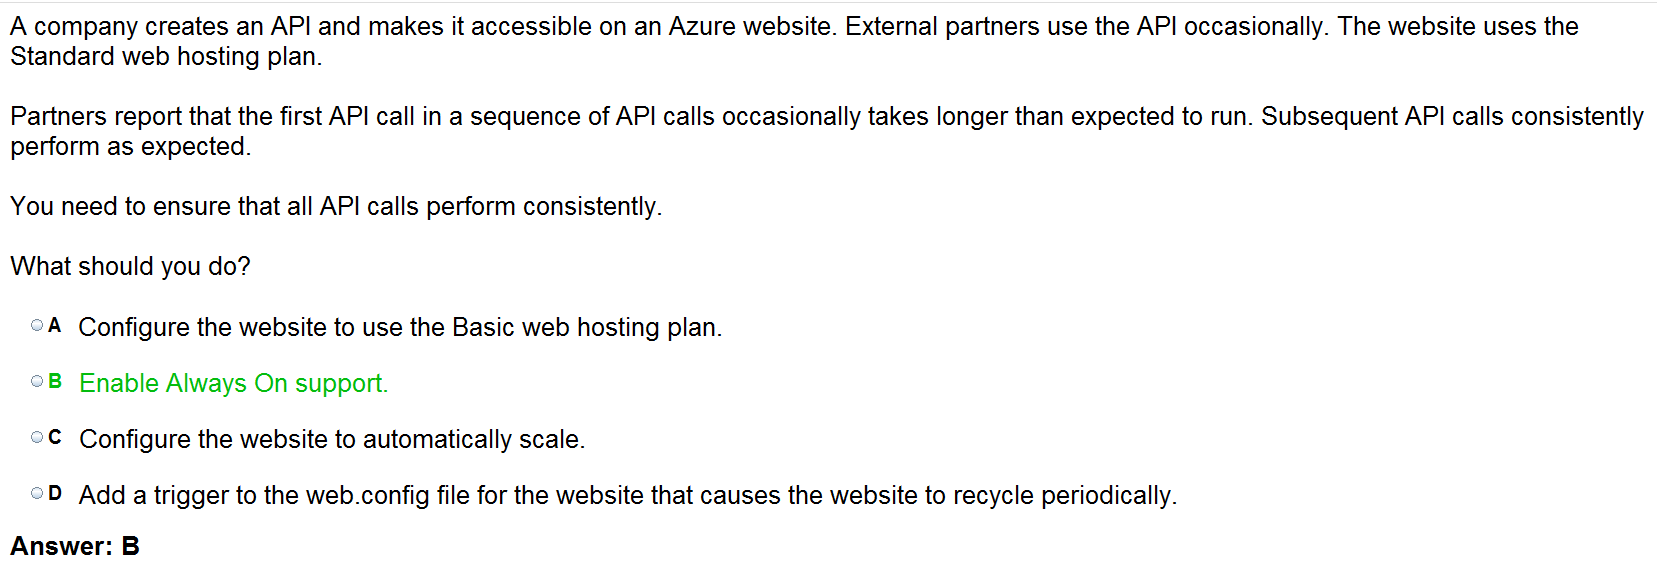 A company creates an API and makes it accessible on an Azure website. External partners use the API occasionally. The website uses the
Standard web hosting plan.
Partners report that the first API call in a sequence of API calls occasionally takes longer than expected to run. Subsequent API calls consistently
perform as expected.
You need to ensure that all API calls perform consistently.
What should you do?
A Configure the website to use the Basic web hosting plan.
B Enable Always On support.
C Configure the website to automatically scale.
D Add a trigger to the web.config file for the website that causes the website to recycle periodically.
Answer: B